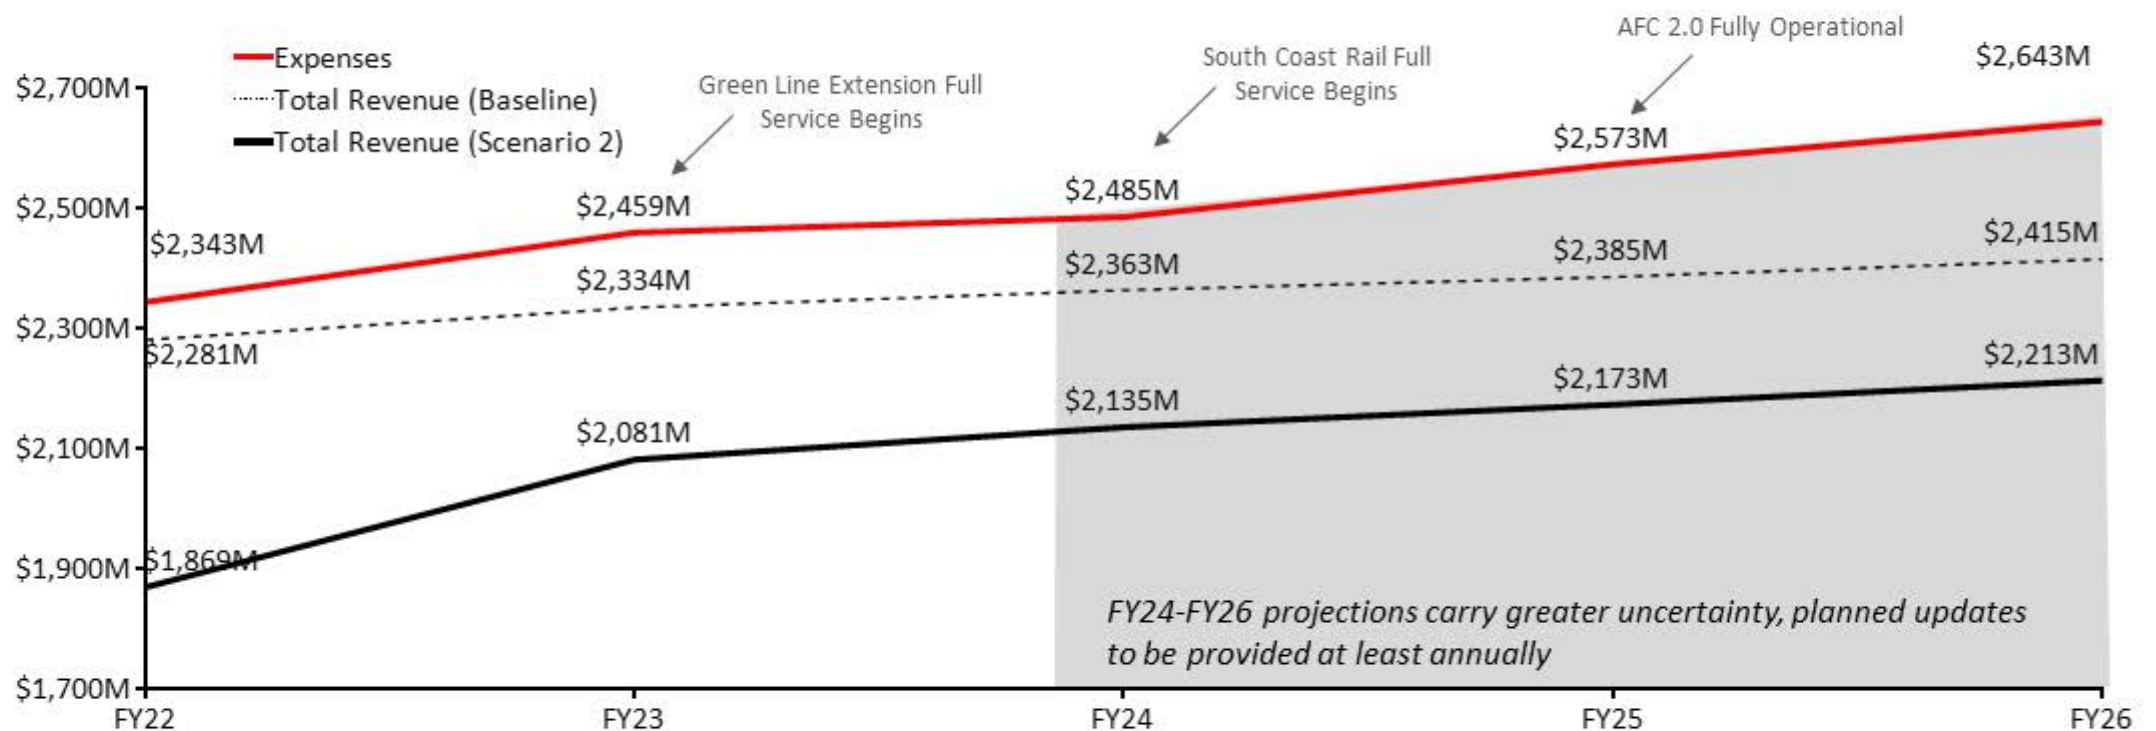 Expenses
Total Revenue (Baseline)
Total Revenue (Scenario 2)
Green Line Extension Full
Service Begins
South Coast Rail Full
Service Begins
AFC 2.0 Fully Operational
$2,700M
$2,500M
$2,300M
$2,100M
$1,900M
$1,700M
$2,343M
$2,459M
$2,485M
$2,573M
$2,643M
$2,281M
$2,334M
$2,363M
$2,385M
$2,415M
$1,869M
$2,081M
$2,135M
$2,173M
$2,213M
FY24-FY26 projections carry greater uncertainty, planned updates
to be provided at least annually
FY22
FY23
FY24
FY25
FY26